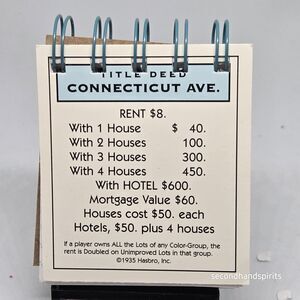 TITLE DEED
CONNECTICUT AVE.
RENT $8.
With 1 House $ 40.
With 2 Houses 100.
With 3 Houses 300.
With 4 Houses 450.
With HOTEL $600.
Mortgage Value $60.
Houses cost $50. each
Hotels, $50. plus 4 houses
If a player owns ALL the Lots of any Color-Group, the
rent is Doubled on Unimproved Lots in that group.
©1935 Hasbro, Inc.
secondhandspirits